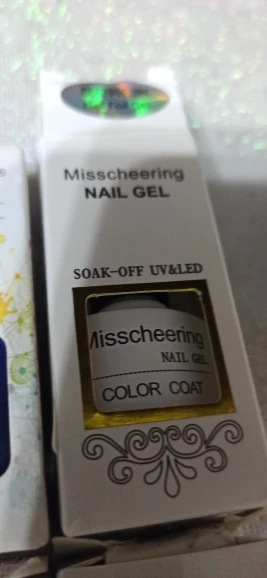 Misscheering
NAIL GEL
SOAK-OFF UV&LED
Misscheering
NAIL GEL
COLOR COAT